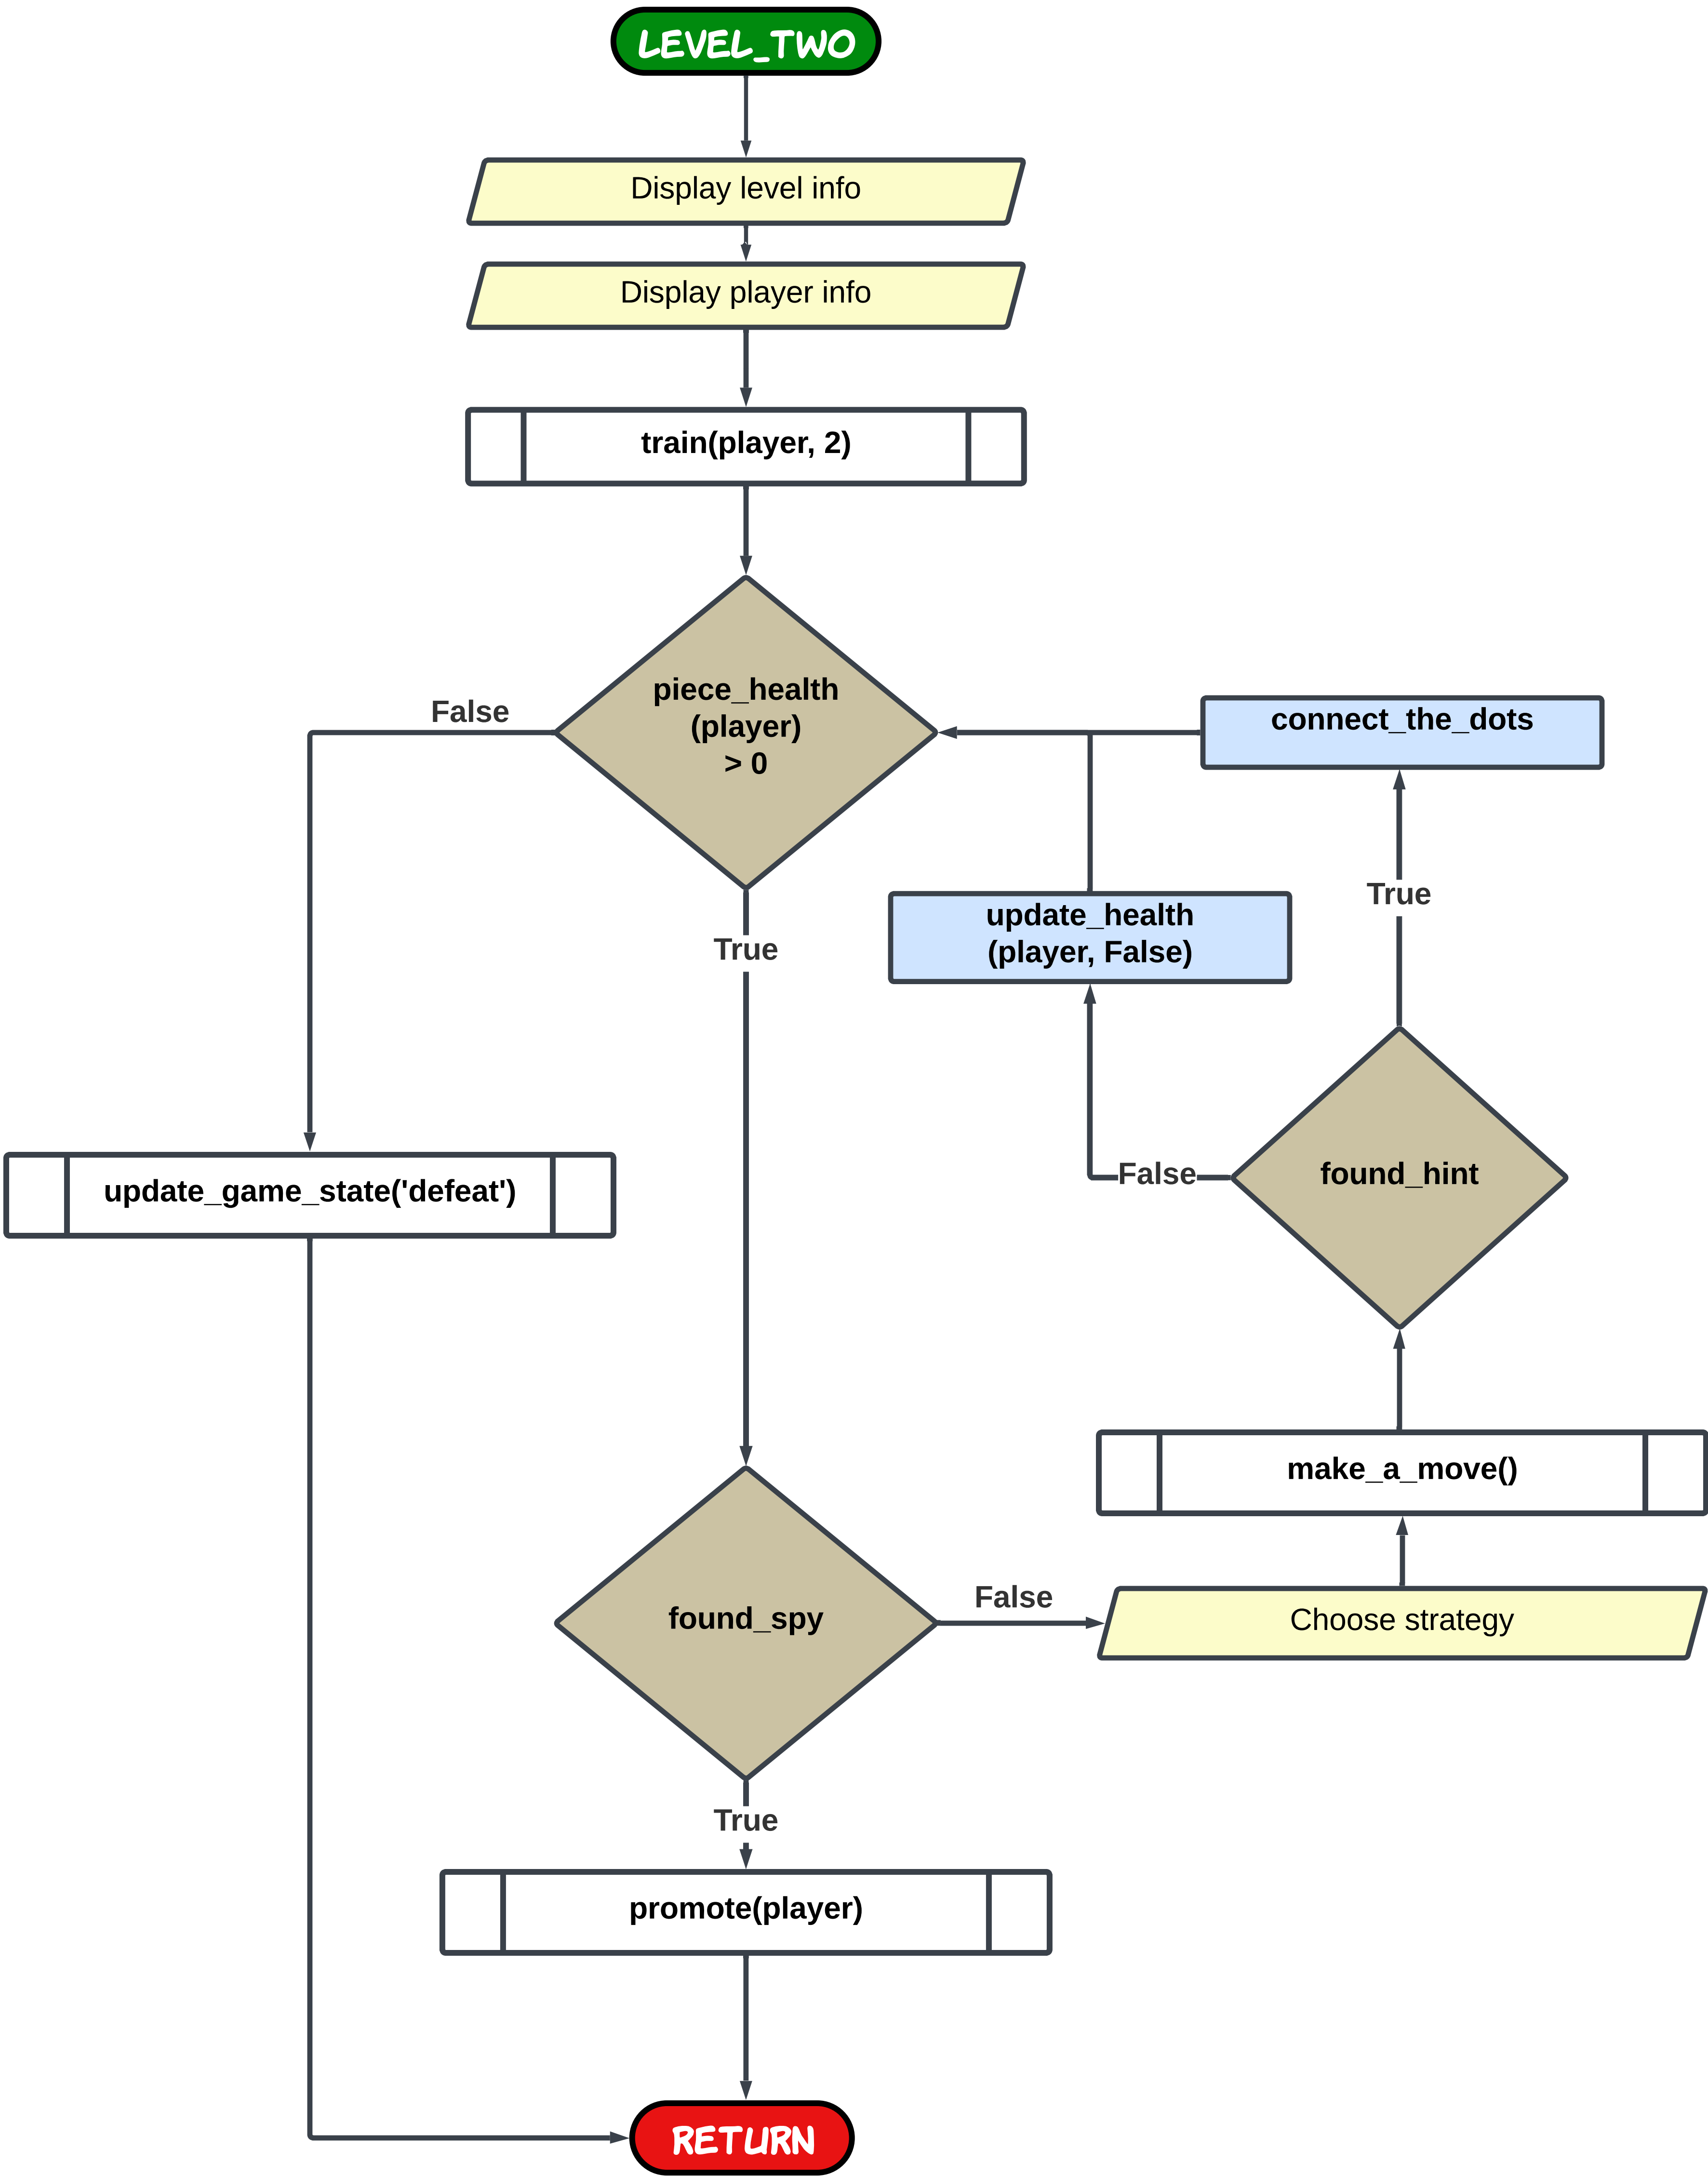 LEVEL_TWO
Display level info
Display player info
train(player, 2)
piece_health
(player)
> 0
False
True
connect_the_dots
update_health
(player, False)
True
False
found_hint
update_game_state('defeat')
make_a_move()
found_spy
False
Choose strategy
True
promote(player)
RETURN